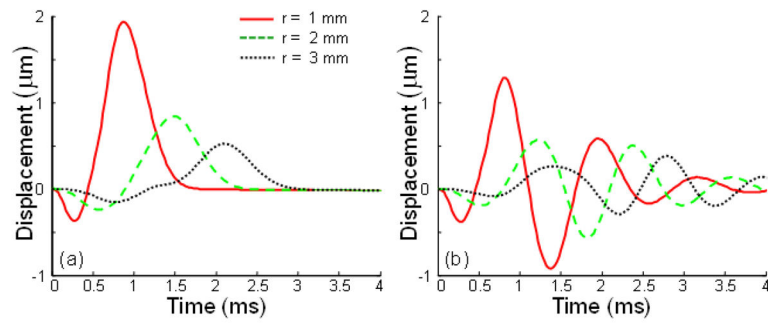 2
1
0
-1
Displacement (μm)
r = 1 mm
r = 2 mm
r = 3 mm
(a)
0 0.5 1 1.5 2 2.5 3 3.5 4
Time (ms)
2
1
0
-1
Displacement (μm)
(b)
0 0.5 1 1.5 2 2.5 3 3.5 4
Time (ms)